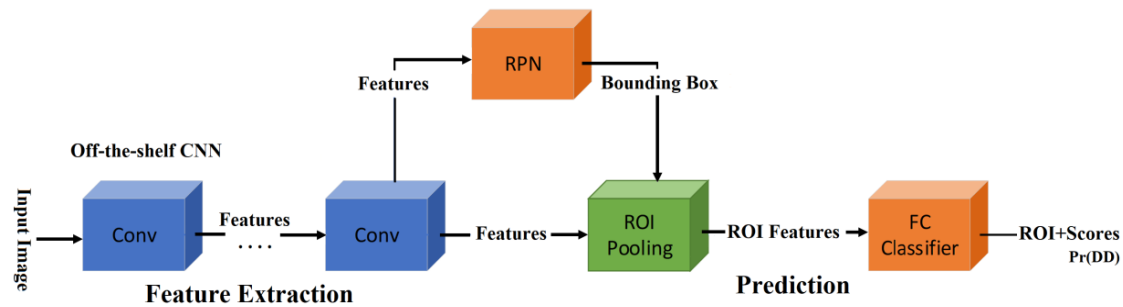 RPN
Features
Bounding Box
Off-the-shelf CNN
Input Image
Conv
Features
....
Conv
Features
ROI
Pooling
ROI Features
FC
Classifier
ROI+Scores
Pr(DD)
Feature Extraction
Prediction